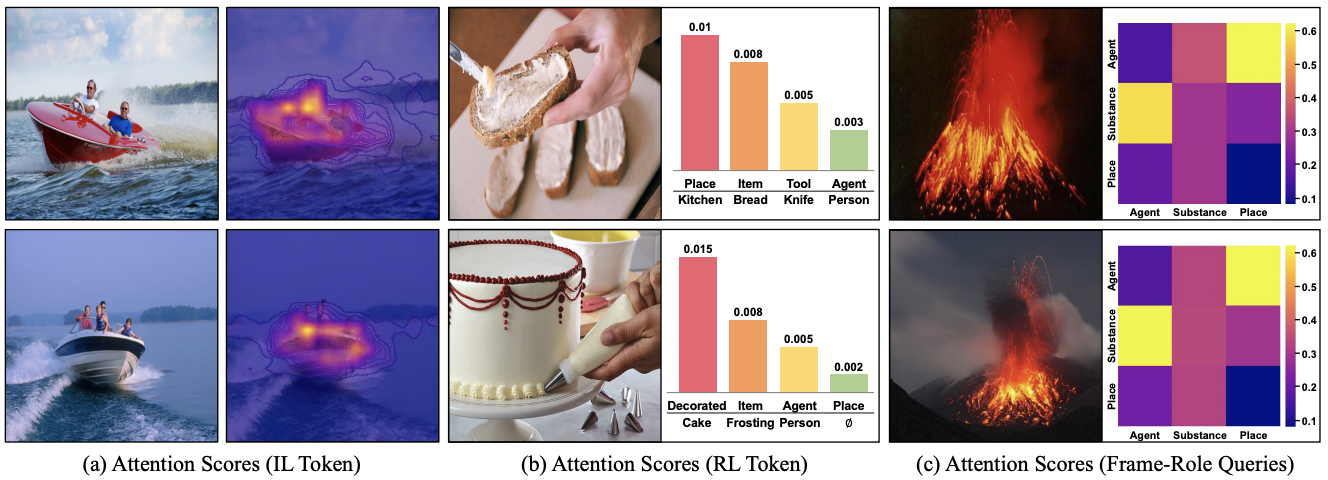 0.01
0.008
0.005
0.003
Place Item Tool Agent
Kitchen Bread Knife Person
Agent
Substance
Place
Agent Substance Place
0.6
0.5
0.4
0.3
0.2
0.1
0.015
0.008
0.005
0.002
Decorated Item Agent Place
Cake Frosting Person ∅
Agent
Substance
Place
Agent Substance Place
0.6
0.5
0.4
0.3
0.2
0.1
(a) Attention Scores (IL Token)
(b) Attention Scores (RL Token)
(c) Attention Scores (Frame-Role Queries)